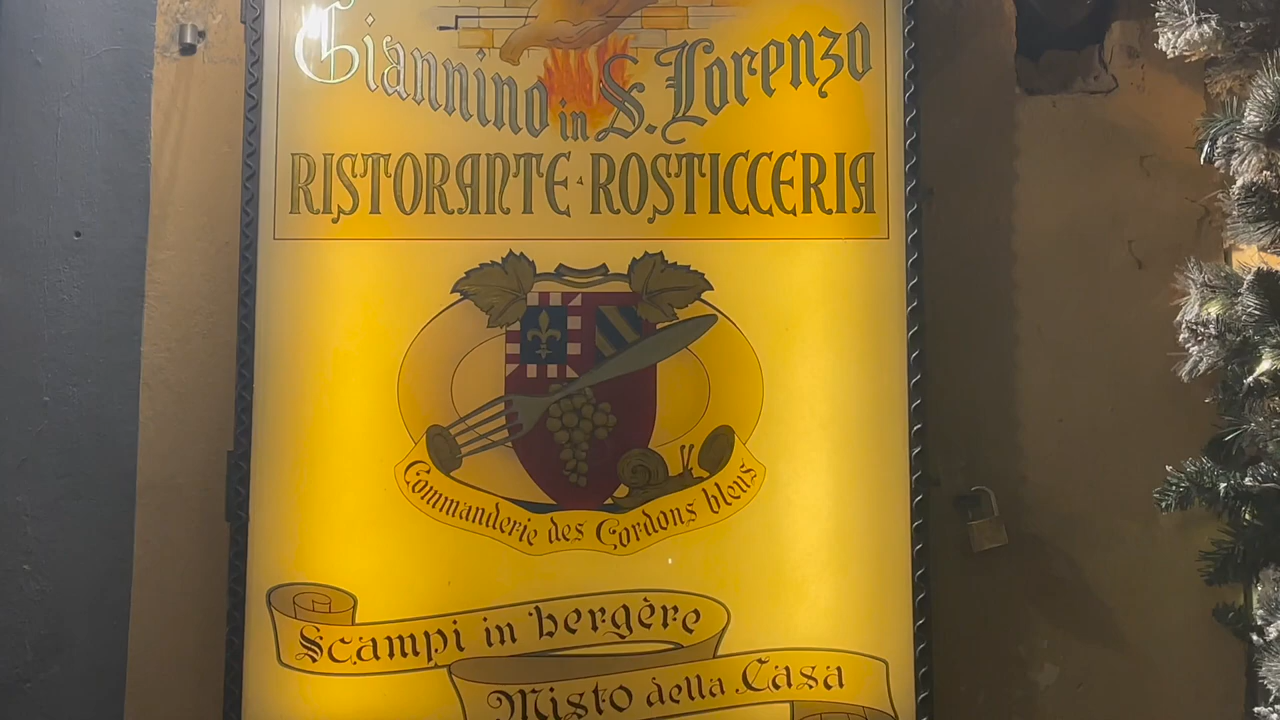 Giannino in S. Lorenzo
RISTORANTE · ROSTICCERIA
Commanderie des Cordons bleus
Scampi in bergère
Misto della Casa